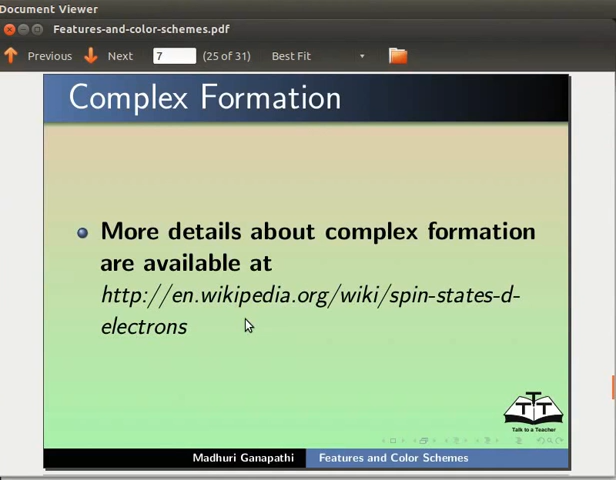 Document Viewer
Features-and-color-schemes.pdf
Previous Next 7 (25 of 31) Best Fit
Complex Formation
More details about complex formation
are available at
http://en.wikipedia.org/wiki/spin-states-d-
electrons
Talk to a Teacher
Madhuri Ganapathi Features and Color Schemes